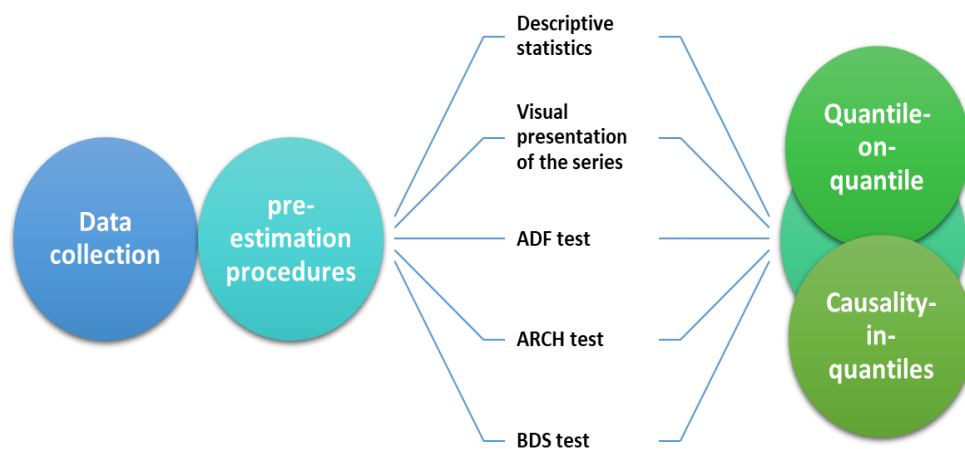 Data
collection
pre-
estimation
procedures
Descriptive
statistics
Visual
presentation
of the series
ADF test
ARCH test
BDS test
Quantile-
on-
quantile
Causality-
in-
quantiles